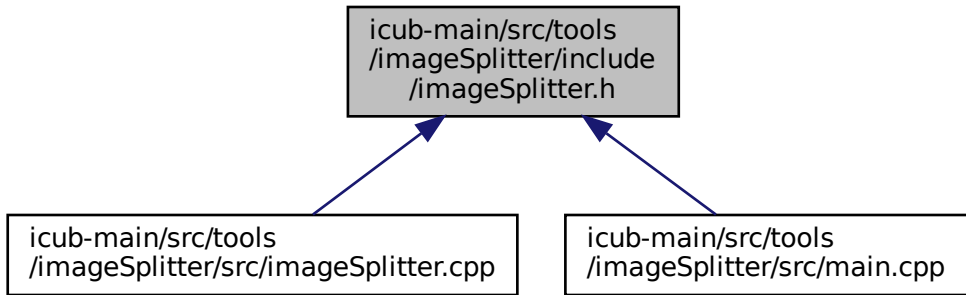 icub-main/src/tools
/imageSplitter/include
/imageSplitter.h
icub-main/src/tools
/imageSplitter/src/imageSplitter.cpp
icub-main/src/tools
/imageSplitter/src/main.cpp